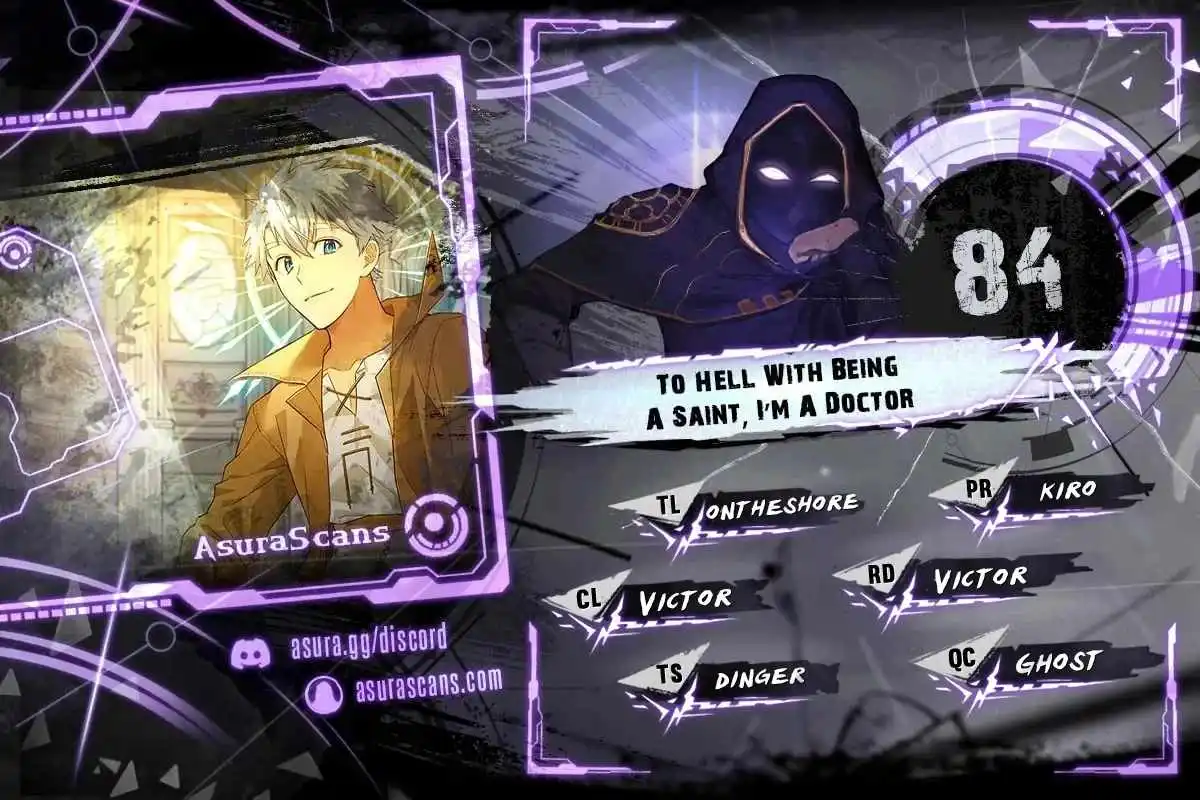 84
TO HELL WITH BEING
A SAINT, I'M A DOCTOR
AsuraScans
TL ONTHESHORE
PR KIRO
CL VICTOR
RD VICTOR
TS DINGER
QC GHOST
asura.gg/discord
asurascans.com